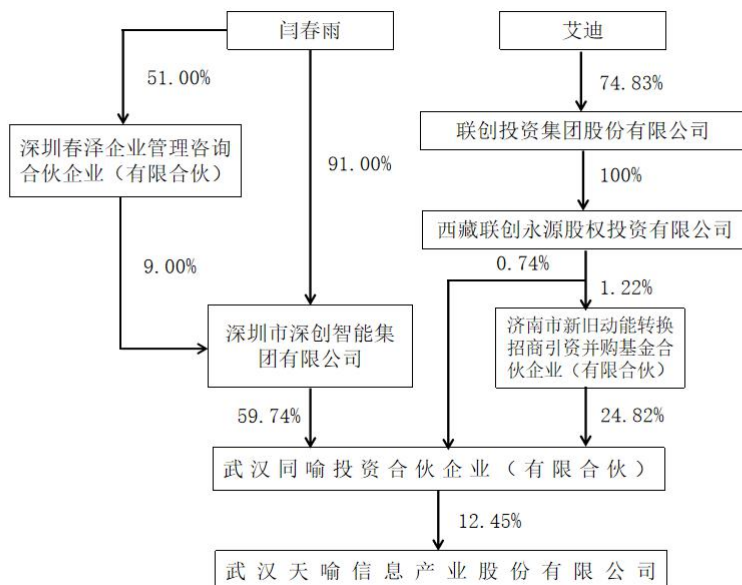 闫春雨
艾迪
51.00%
74.83%
深圳春泽企业管理咨询
合伙企业（有限合伙）
联创投资集团股份有限公司
91.00%
100%
西藏联创永源股权投资有限公司
9.00%
0.74%
1.22%
深圳市深创智能集
团有限公司
济南市新旧动能转换
招商引资并购基金合
伙企业（有限合伙）
59.74%
24.82%
武汉同喻投资合伙企业（有限合伙）
12.45%
武汉天喻信息产业股份有限公司